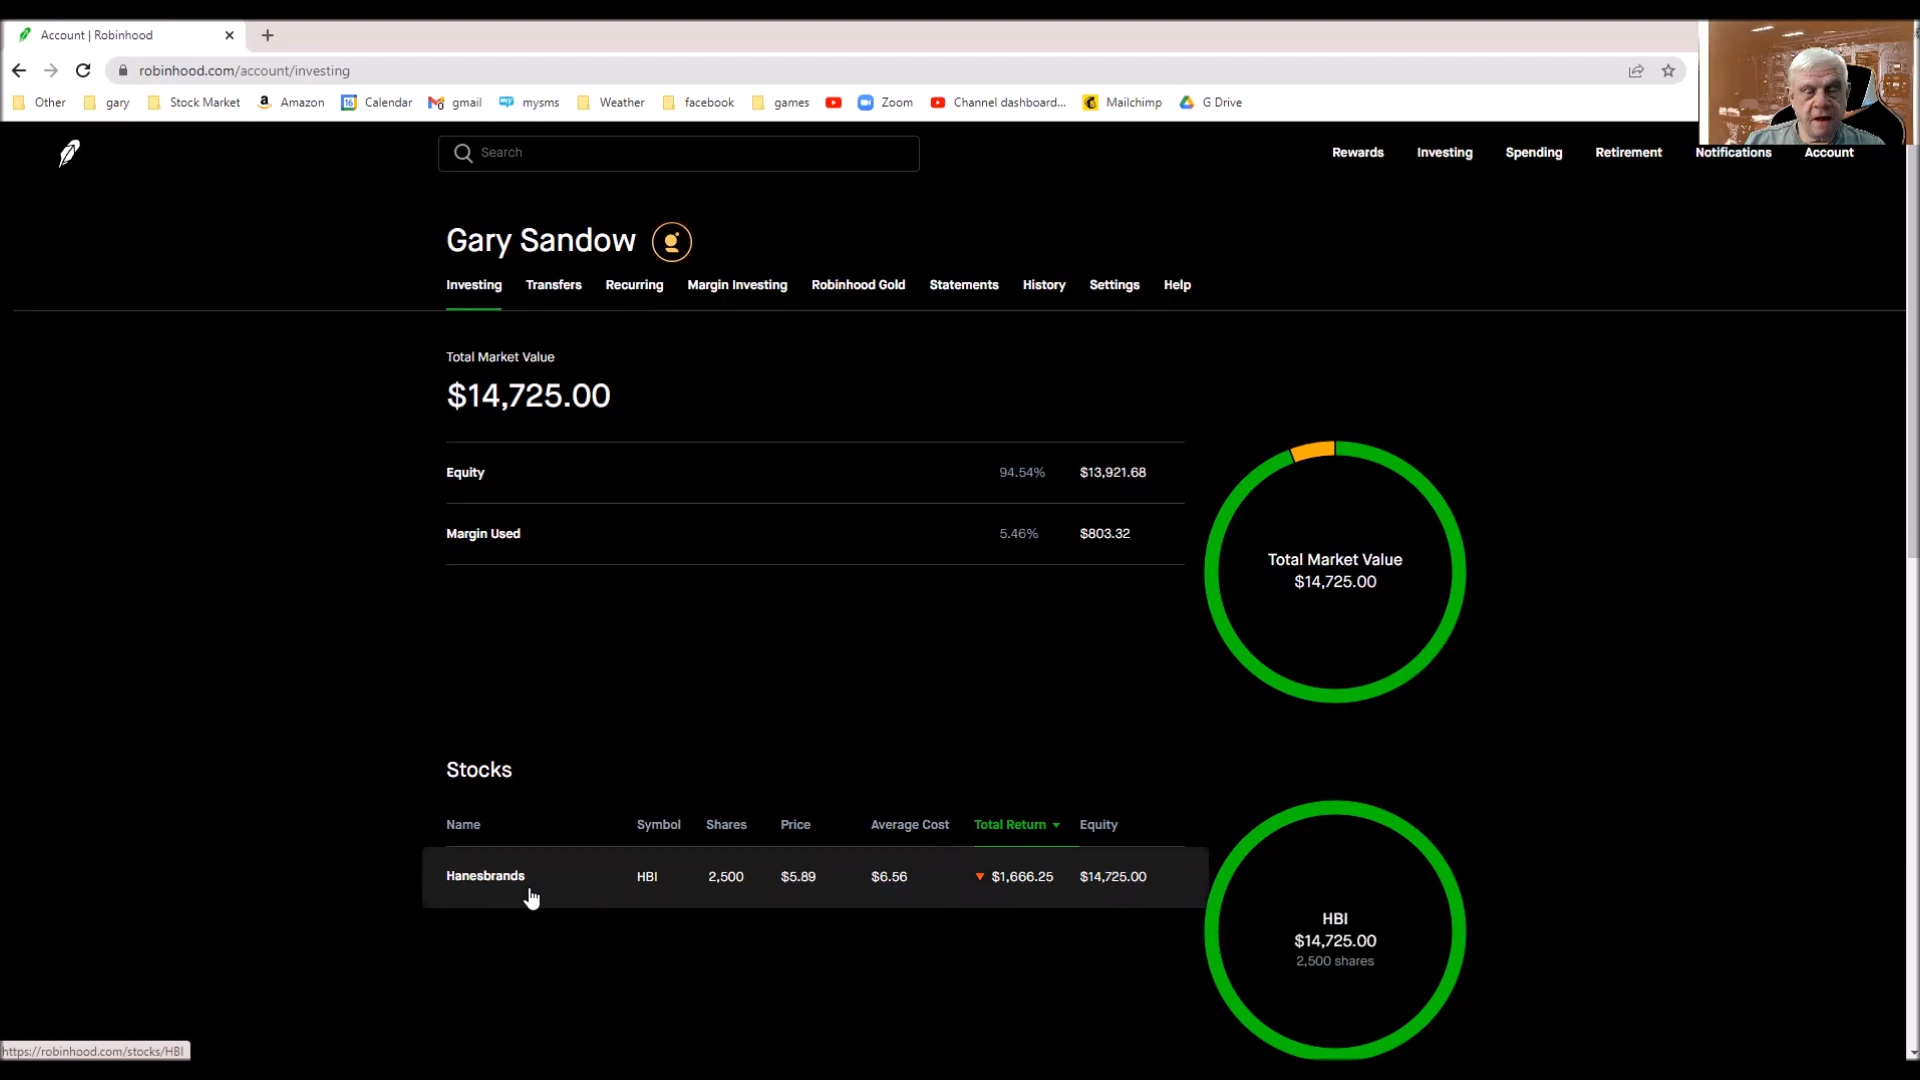 Account | Robinhood
robinhood.com/account/investing
Other gary Stock Market Amazon Calendar gmail mysms Weather facebook games Zoom Channel dashboard... Mailchimp G Drive
Search
Rewards Investing Spending Retirement Notifications Account
Gary Sandow
Investing Transfers Recurring Margin Investing Robinhood Gold Statements History Settings Help
Total Market Value
$14,725.00
Equity 94.54% $13,921.68
Margin Used 5.46% $803.32
Total Market Value
$14,725.00
Stocks
Name Symbol Shares Price Average Cost Total Return Equity
Hanesbrands HBI 2,500 $5.89 $6.56 $1,666.25 $14,725.00
HBI
$14,725.00
2,500 shares
https://robinhood.com/stocks/HBI